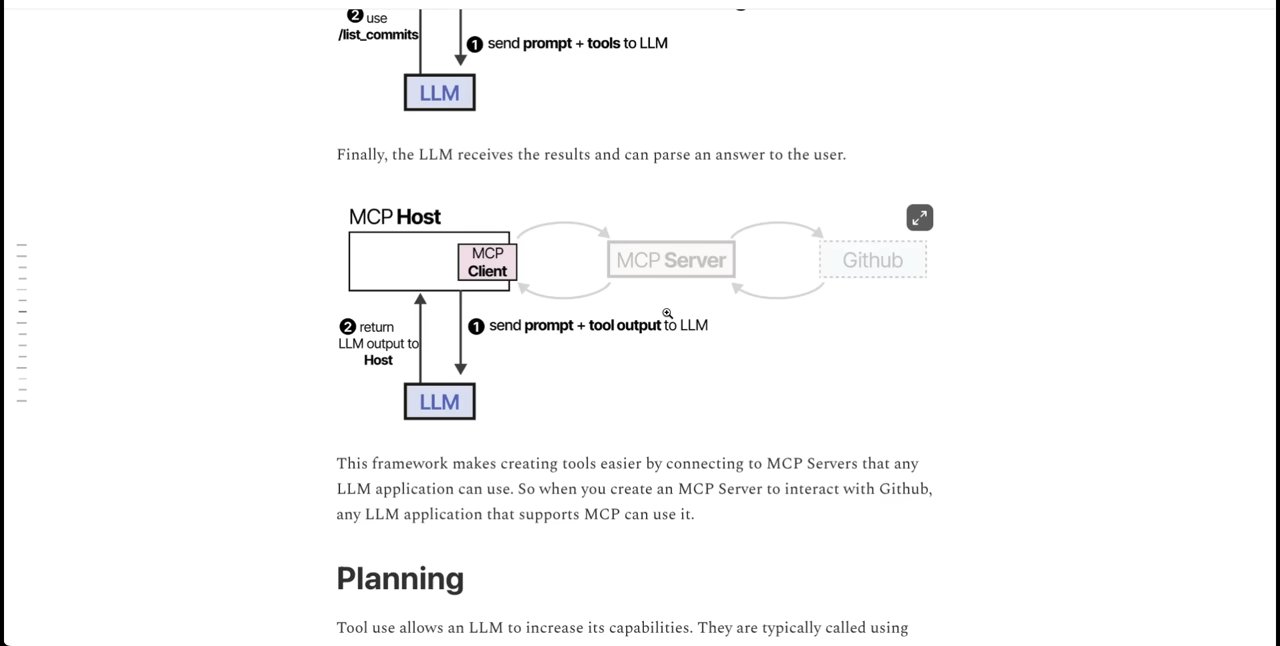 ❷ use
/list_commits
❶ send prompt + tools to LLM
LLM
Finally, the LLM receives the results and can parse an answer to the user.
MCP Host
MCP
Client
MCP Server
Github
❷ return
LLM output to
Host
❶ send prompt + tool output to LLM
LLM
This framework makes creating tools easier by connecting to MCP Servers that any
LLM application can use. So when you create an MCP Server to interact with Github,
any LLM application that supports MCP can use it.
Planning
Tool use allows an LLM to increase its capabilities. They are typically called using